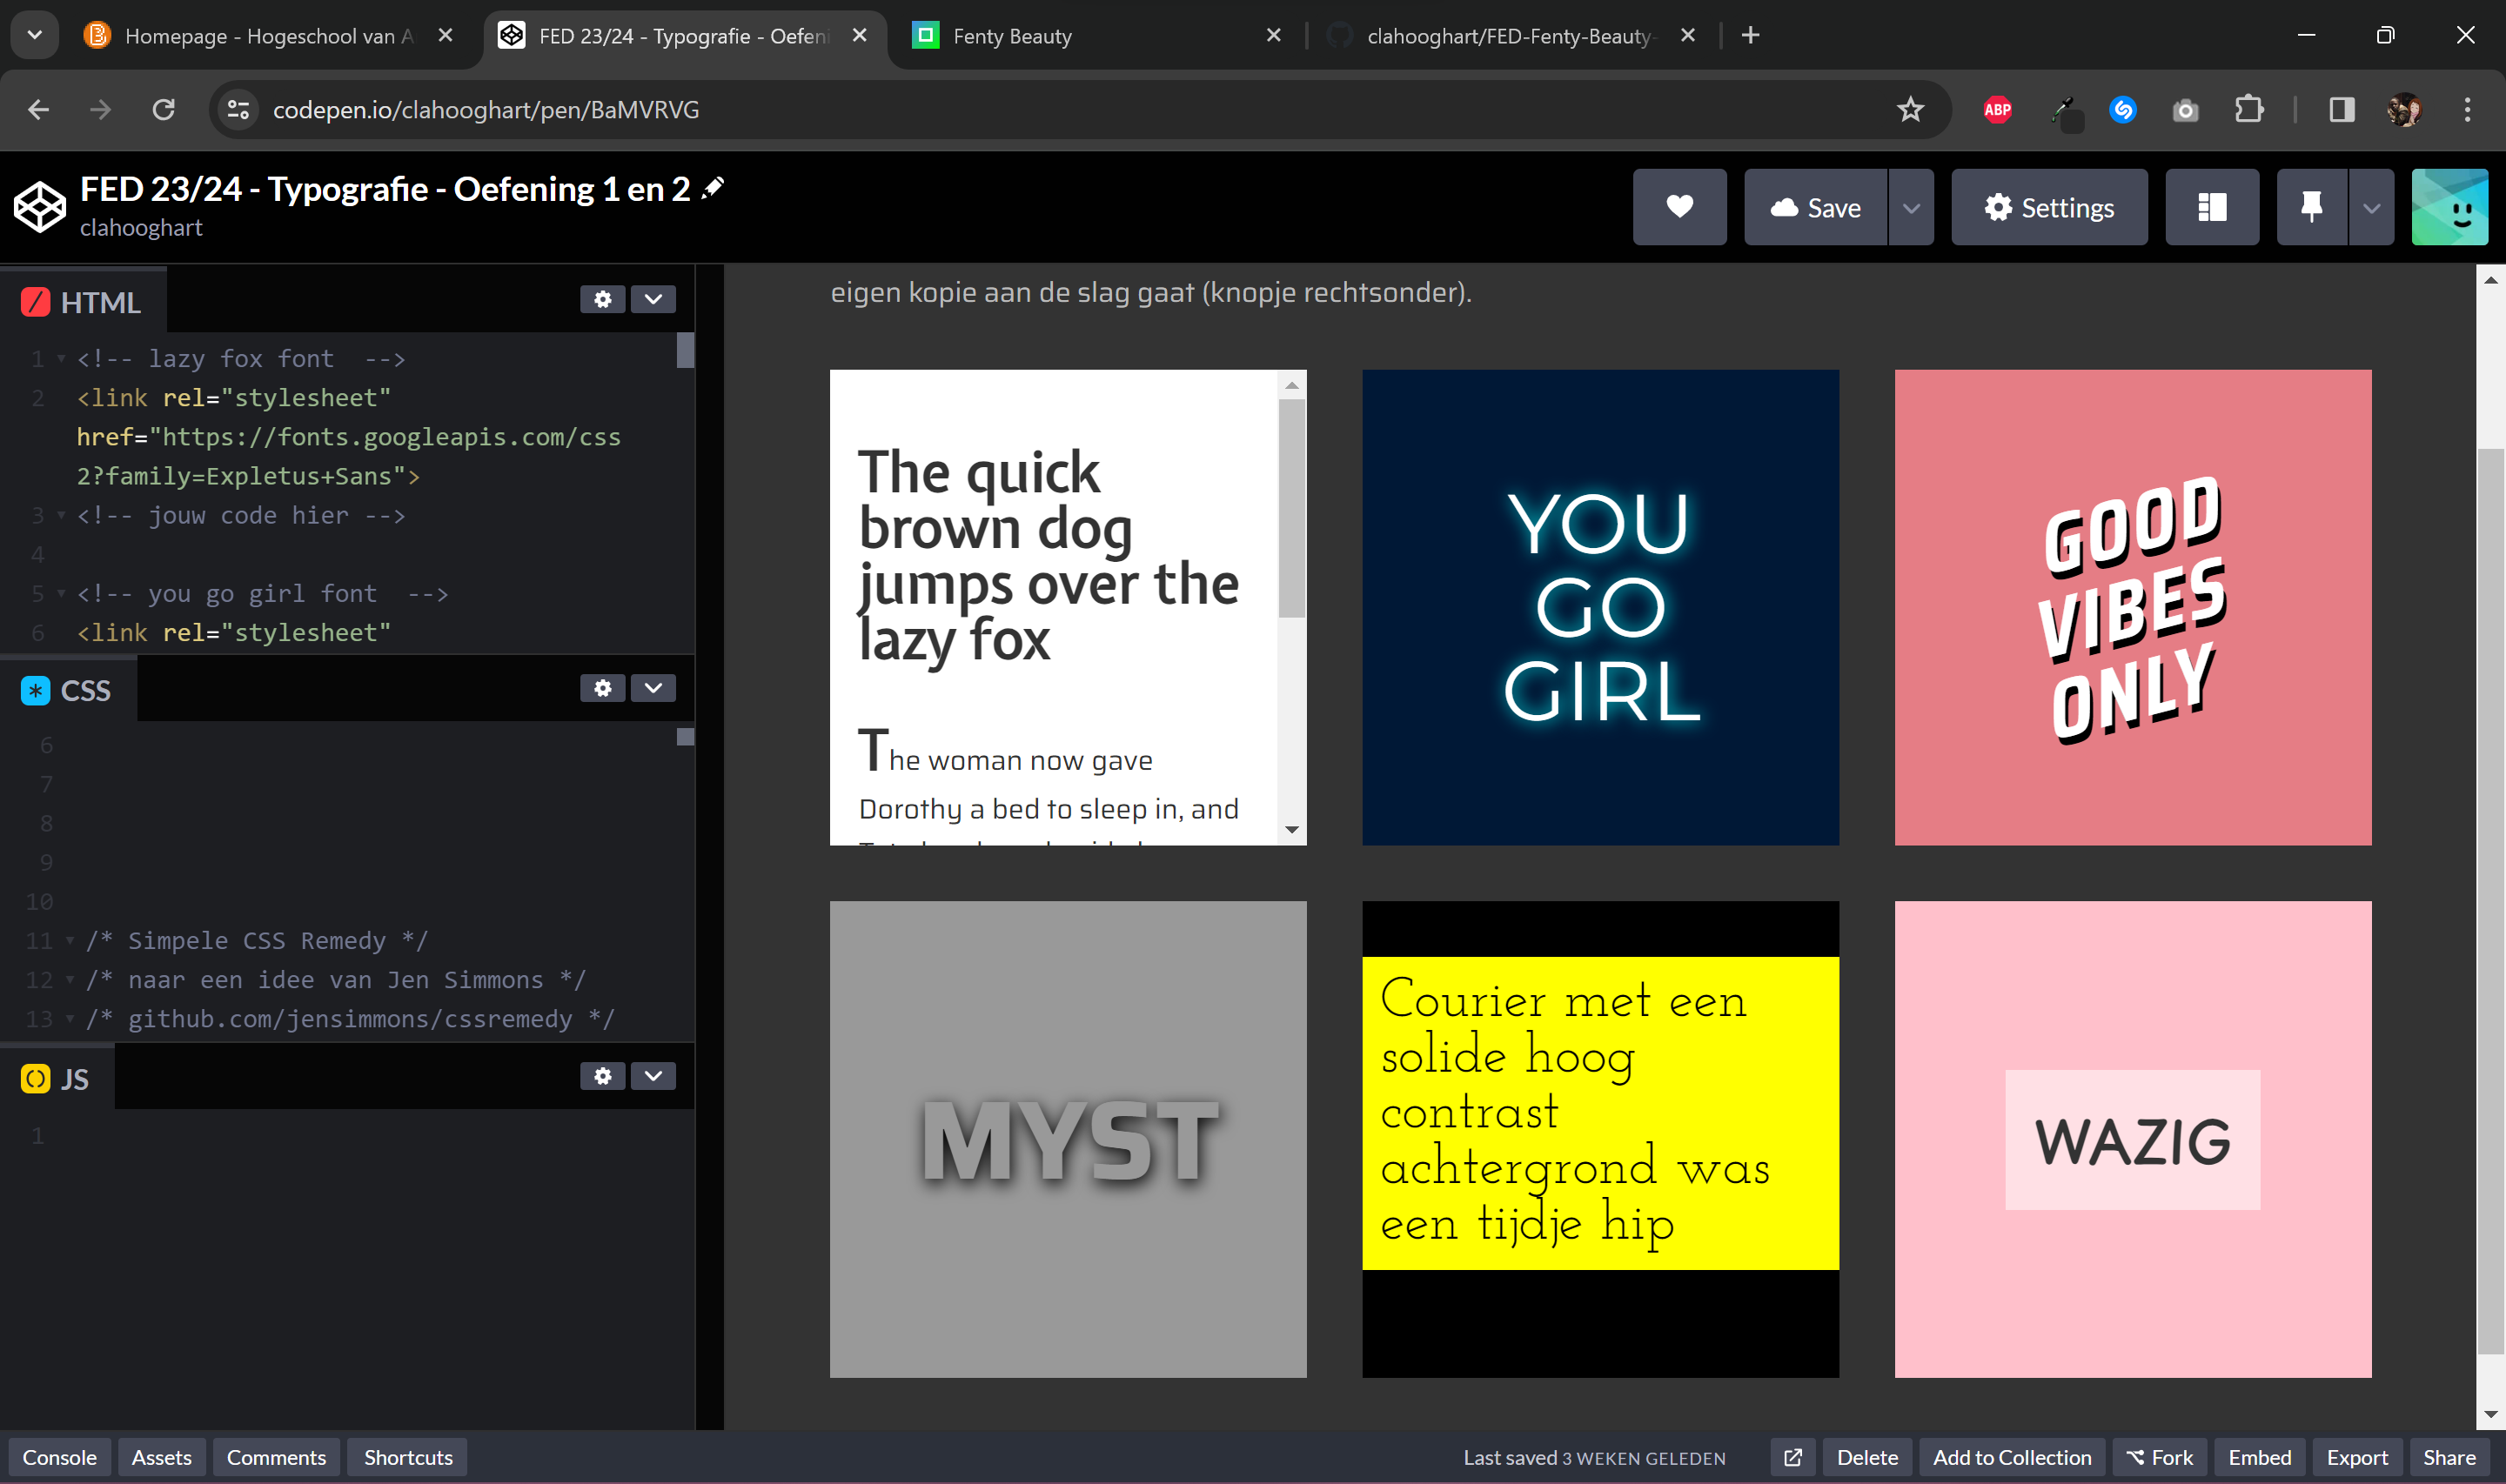 Homepage - Hogeschool van A
FED 23/24 - Typografie - Oefeni
Fenty Beauty
clahooghart/FED-Fenty-Beauty-
codepen.io/clahooghart/pen/BaMVRVG
ABP
FED 23/24 - Typografie - Oefening 1 en 2
clahooghart
Save
Settings
HTML
1 <!-- lazy fox font  -->
2 <link rel="stylesheet"
href="https://fonts.googleapis.com/css
2?family=Expletus+Sans">
3 <!-- jouw code hier -->
4
5 <!-- you go girl font  -->
6 <link rel="stylesheet"
CSS
6
7
8
9
10
11 /* Simpele CSS Remedy */
12 /* naar een idee van Jen Simmons */
13 /* github.com/jensimmons/cssremedy */
JS
1
eigen kopie aan de slag gaat (knopje rechtsonder).
The quick
brown dog
jumps over the
lazy fox
The woman now gave
Dorothy a bed to sleep in, and
YOU
GO
GIRL
GOOD
VIBES
ONLY
MYST
Courier met een
solide hoog
contrast
achtergrond was
een tijdje hip
WAZIG
Console
Assets
Comments
Shortcuts
Last saved 3 WEKEN GELEDEN
Delete
Add to Collection
Fork
Embed
Export
Share